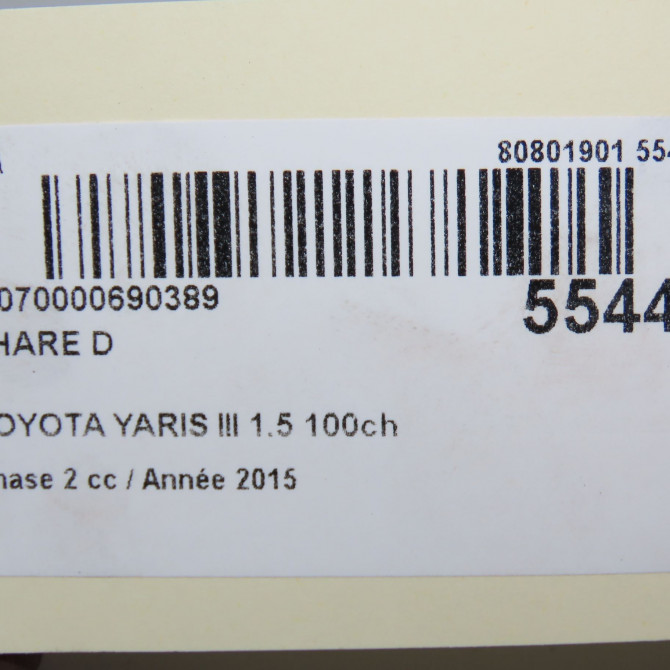 80801901 554
070000690389
5544
HARE D
OYOTA YARIS III 1.5 100ch
hase 2 cc / Année 2015